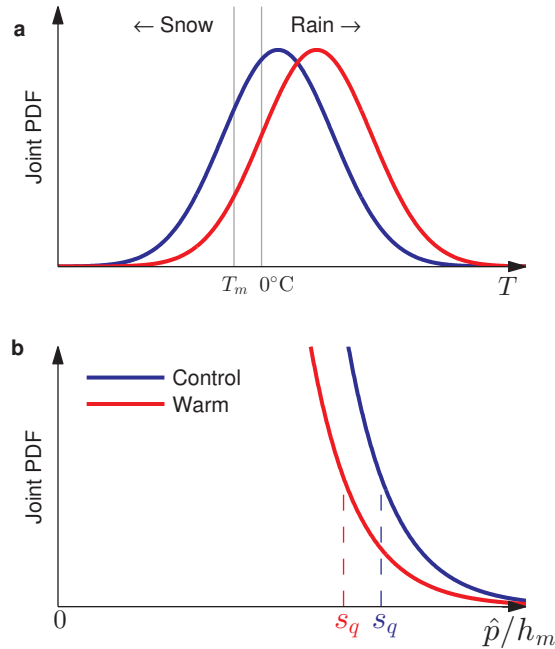 a
← Snow
Rain →
Joint PDF
T_m
0°C
T
b
Control
Warm
Joint PDF
0
s_q
s_q
p̂/h_m